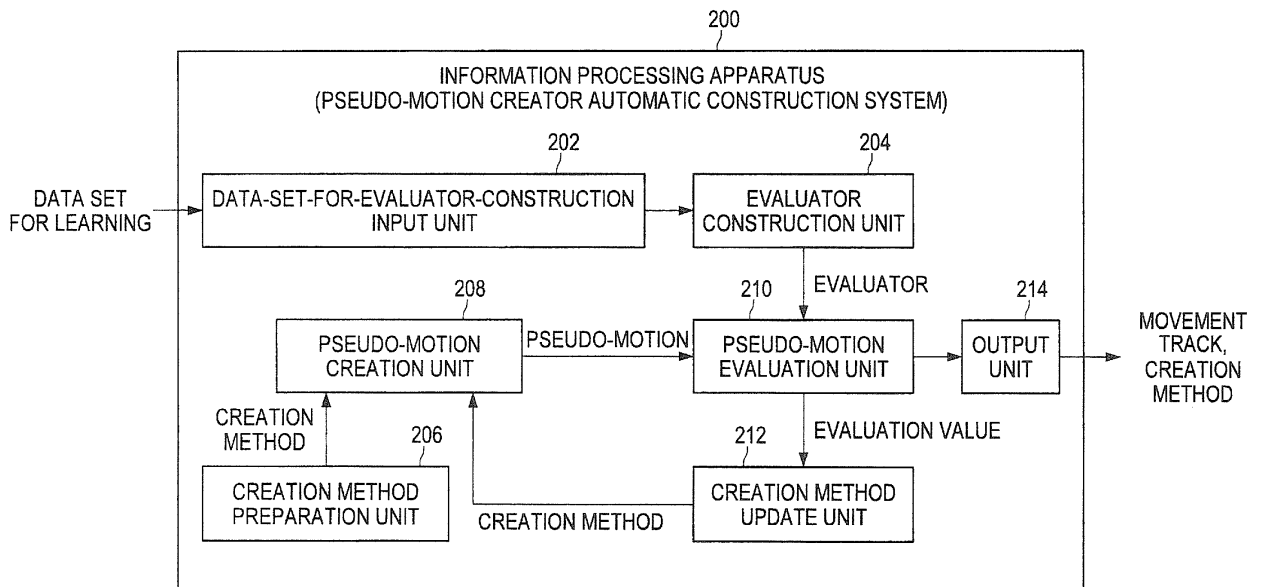 200
INFORMATION PROCESSING APPARATUS
(PSEUDO-MOTION CREATOR AUTOMATIC CONSTRUCTION SYSTEM)
202
204
DATA SET
FOR LEARNING
DATA-SET-FOR-EVALUATOR-CONSTRUCTION
INPUT UNIT
EVALUATOR
CONSTRUCTION UNIT
EVALUATOR
208
210
214
PSEUDO-MOTION
CREATION UNIT
PSEUDO-MOTION
PSEUDO-MOTION
EVALUATION UNIT
OUTPUT
UNIT
MOVEMENT
TRACK,
CREATION
METHOD
CREATION
METHOD
206
212
EVALUATION VALUE
CREATION METHOD
PREPARATION UNIT
CREATION METHOD
CREATION METHOD
UPDATE UNIT